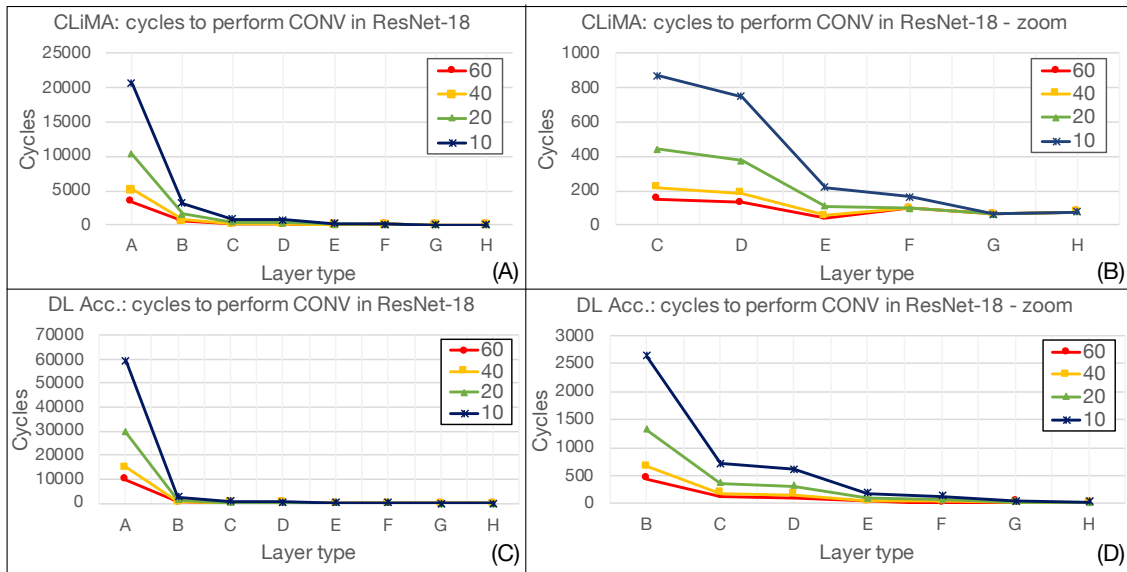 CLiMA: cycles to perform CONV in ResNet-18
25000
20000
15000
10000
5000
0
Cycles
60
40
20
10
A B C D E F G H
Layer type
(A)
CLiMA: cycles to perform CONV in ResNet-18 - zoom
1000
800
600
400
200
0
Cycles
60
40
20
10
C D E F G H
Layer type
(B)
DL Acc.: cycles to perform CONV in ResNet-18
70000
60000
50000
40000
30000
20000
10000
0
Cycles
60
40
20
10
A B C D E F G H
Layer type
(C)
DL Acc.: cycles to perform CONV in ResNet-18 - zoom
3000
2500
2000
1500
1000
500
0
Cycles
60
40
20
10
B C D E F G H
Layer type
(D)